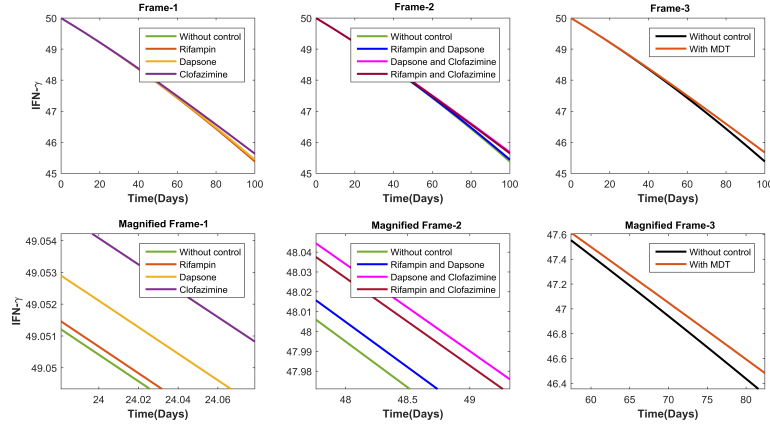 Frame-1
Frame-2
Frame-3
IFN-γ
50
49
48
47
46
45
Without control
Rifampin
Dapsone
Clofazimine
0 20 40 60 80 100
Time(Days)
50
49
48
47
46
45
Without control
Rifampin and Dapsone
Dapsone and Clofazimine
Rifampin and Clofazimine
0 20 40 60 80 100
Time(Days)
50
49
48
47
46
45
Without control
With MDT
0 20 40 60 80 100
Time(Days)
Magnified Frame-1
Magnified Frame-2
Magnified Frame-3
IFN-γ
49.054
49.053
49.052
49.051
49.05
Without control
Rifampin
Dapsone
Clofazimine
24 24.02 24.04 24.06
Time(Days)
48.04
48.03
48.02
48.01
48
47.99
47.98
Without control
Rifampin and Dapsone
Dapsone and Clofazimine
Rifampin and Clofazimine
48 48.5 49
Time(Days)
47.6
47.4
47.2
47
46.8
46.6
46.4
Without control
With MDT
60 65 70 75 80
Time(Days)